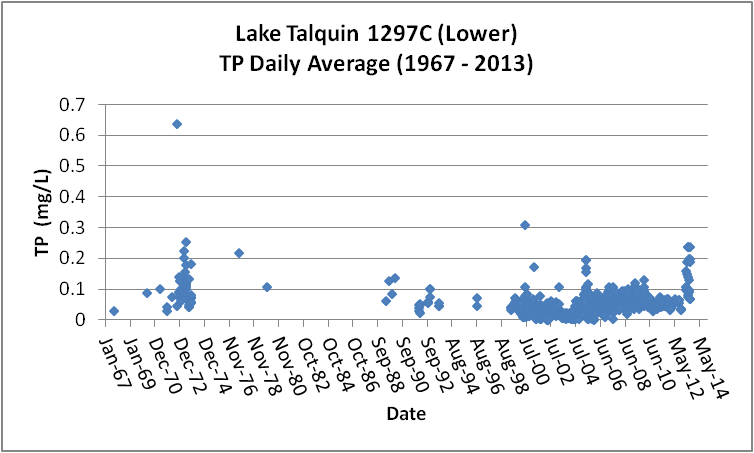 Lake Talquin 1297C (Lower)
TP Daily Average (1967 - 2013)
TP (mg/L)
0.7
0.6
0.5
0.4
0.3
0.2
0.1
0
Jan-67
Jan-69
Dec-70
Dec-72
Dec-74
Nov-76
Nov-78
Nov-80
Oct-82
Oct-84
Oct-86
Sep-88
Sep-90
Sep-92
Aug-94
Aug-96
Aug-98
Jul-00
Jul-02
Jul-04
Jun-06
Jun-08
Jun-10
May-12
May-14
Date